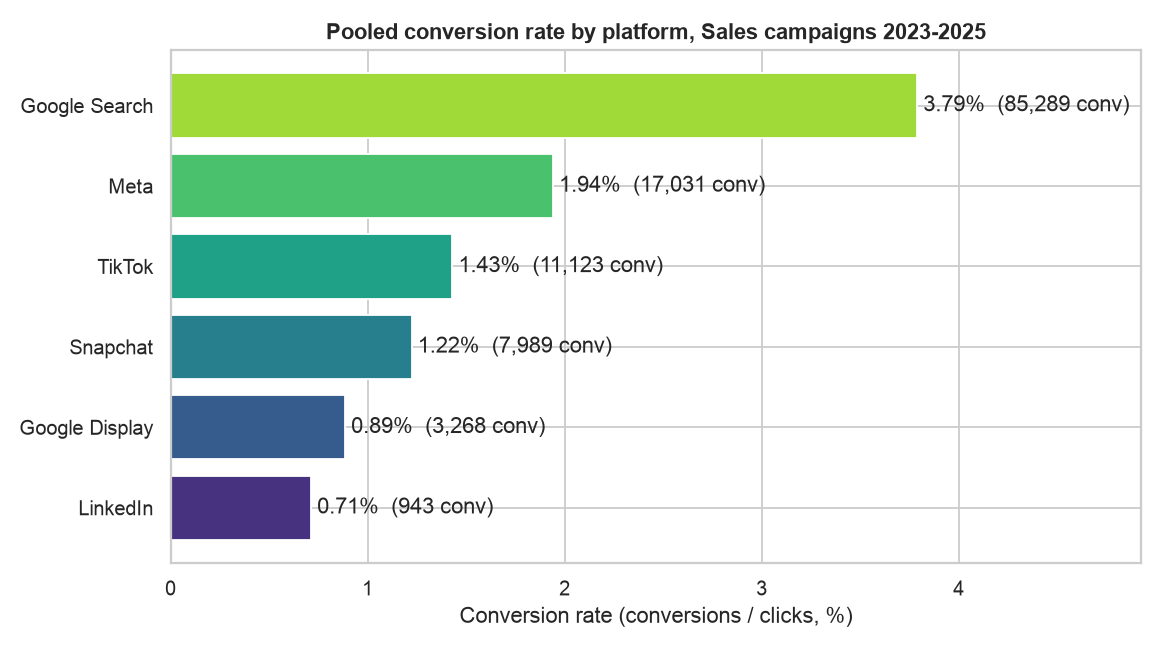 Pooled conversion rate by platform, Sales campaigns 2023-2025
Google Search
3.79%  (85,289 conv)
Meta
1.94%  (17,031 conv)
TikTok
1.43%  (11,123 conv)
Snapchat
1.22%  (7,989 conv)
Google Display
0.89%  (3,268 conv)
LinkedIn
0.71%  (943 conv)
0 1 2 3 4
Conversion rate (conversions / clicks, %)